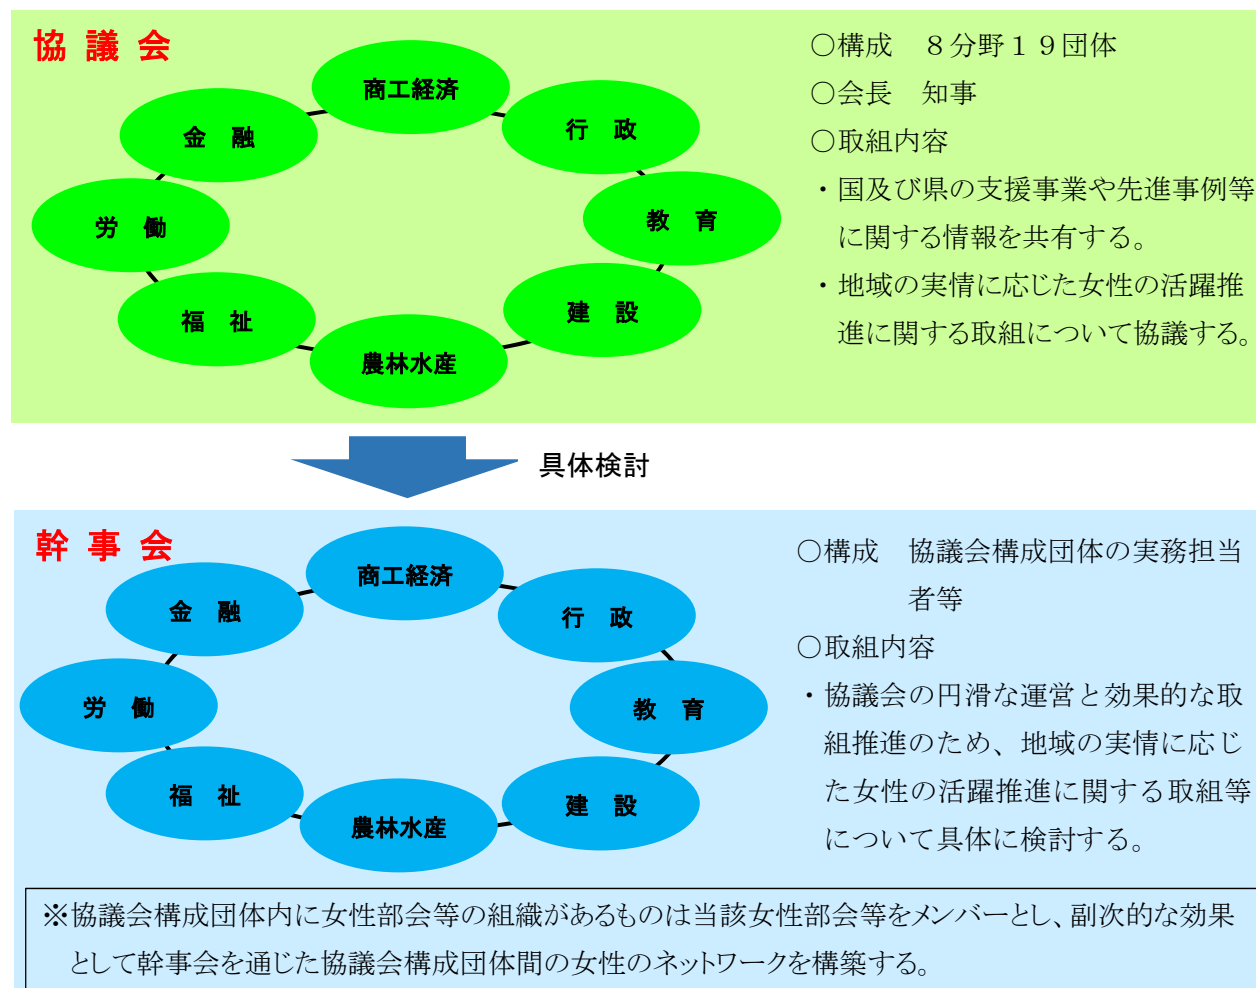 協 議 会
商工経済
金　融
行　政
労　働
教　育
福　祉
建　設
農林水産
○構成　８分野１９団体
○会長　知事
○取組内容
・国及び県の支援事業や先進事例等
に関する情報を共有する。
・地域の実情に応じた女性の活躍推
進に関する取組について協議する。
具体検討
幹 事 会
商工経済
金　融
行　政
労　働
教　育
福　祉
建　設
農林水産
○構成　協議会構成団体の実務担当
者等
○取組内容
・協議会の円滑な運営と効果的な取
組推進のため、地域の実情に応じ
た女性の活躍推進に関する取組等
について具体に検討する。
※協議会構成団体内に女性部会等の組織があるものは当該女性部会等をメンバーとし、副次的な効果
として幹事会を通じた協議会構成団体間の女性のネットワークを構築する。